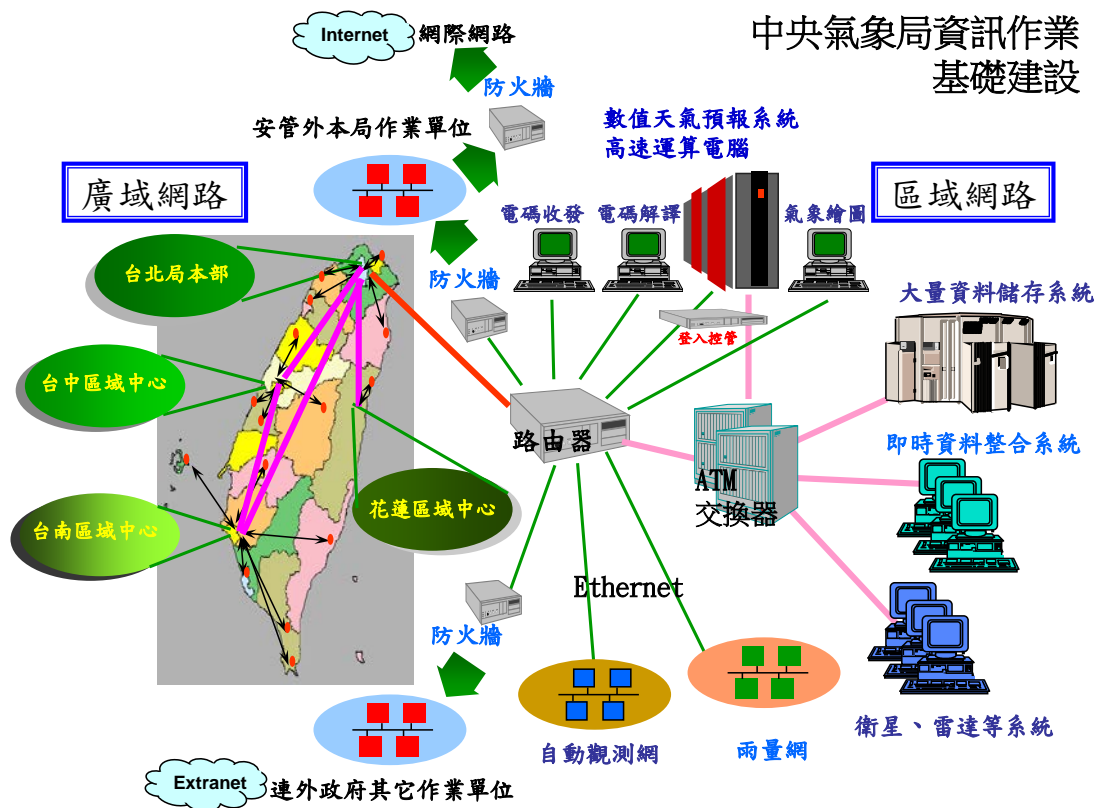 中央氣象局資訊作業
基礎建設
Internet
網際網路
防火牆
安管外本局作業單位
數值天氣預報系統
高速運算電腦
廣域網路
區域網路
電碼收發
電碼解譯
氣象繪圖
台北局本部
防火牆
大量資料儲存系統
登入控管
台中區域中心
路由器
即時資料整合系統
ATM
交換器
花蓮區域中心
台南區域中心
Ethernet
防火牆
衛星、雷達等系統
自動觀測網
雨量網
Extranet
連外政府其它作業單位